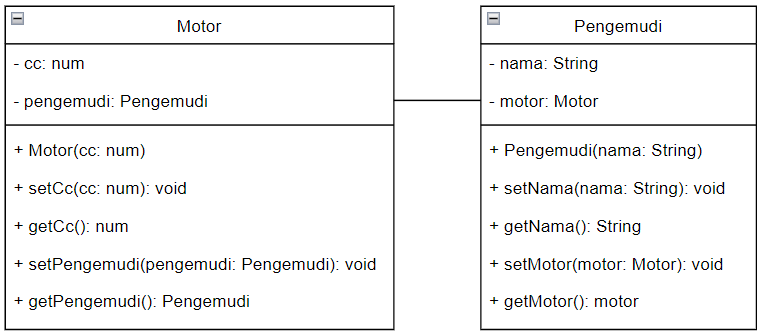 Motor
- cc: num
- pengemudi: Pengemudi
+ Motor(cc: num)
+ setCc(cc: num): void
+ getCc(): num
+ setPengemudi(pengemudi: Pengemudi): void
+ getPengemudi(): Pengemudi
Pengemudi
- nama: String
- motor: Motor
+ Pengemudi(nama: String)
+ setNama(nama: String): void
+ getNama(): String
+ setMotor(motor: Motor): void
+ getMotor(): motor